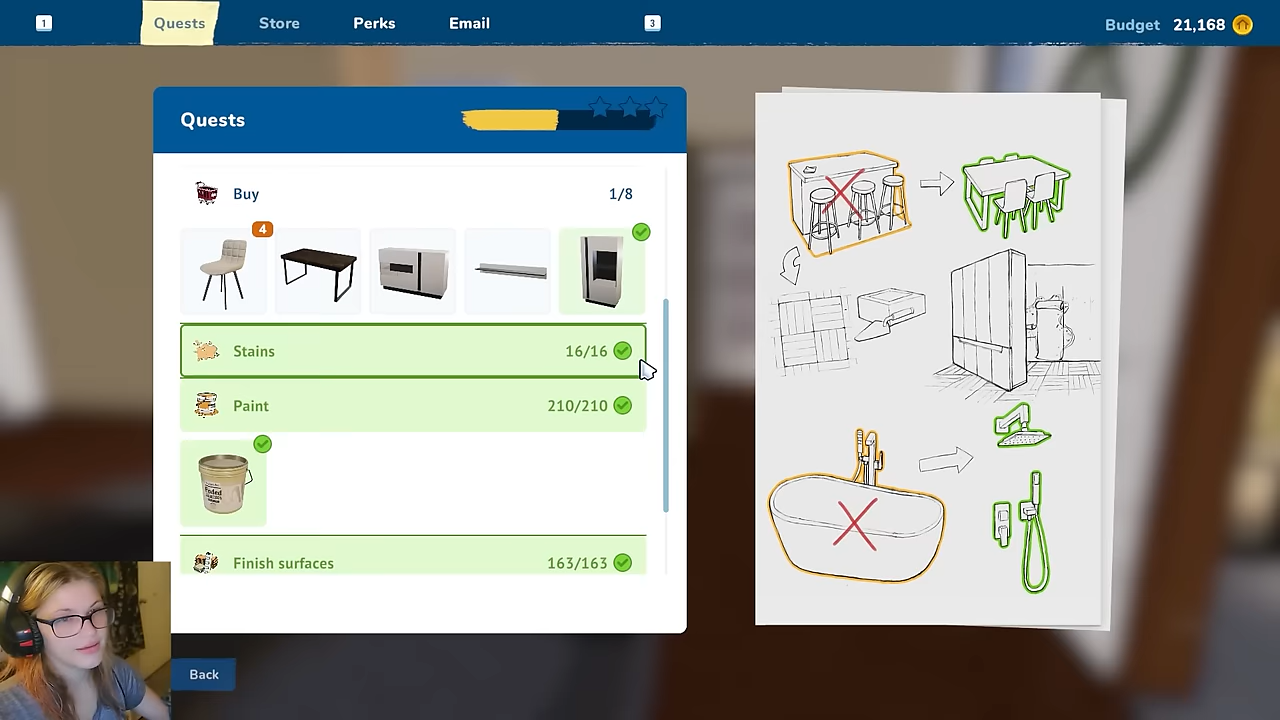 1 Quests Store Perks Email 3 Budget 21,168
Quests
Buy 1/8
4
Stains 16/16
Paint 210/210
Finish surfaces 163/163
Back